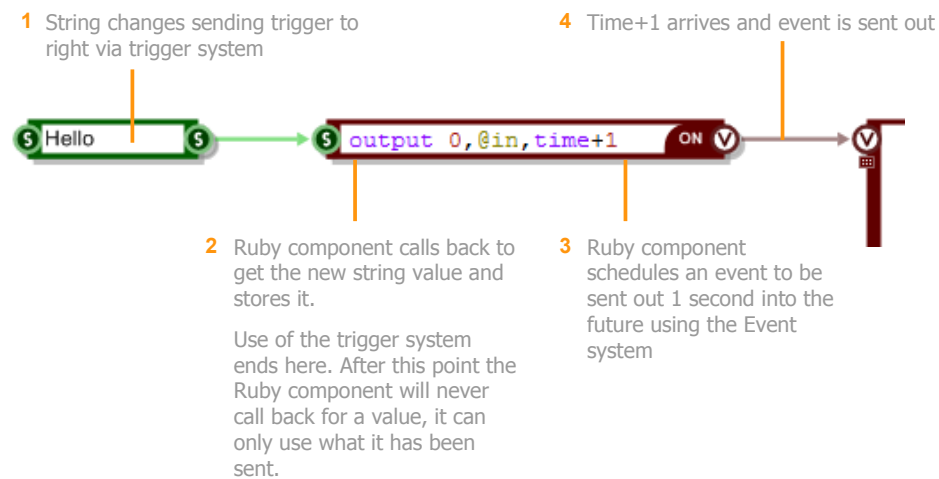 1 String changes sending trigger to
right via trigger system
4 Time+1 arrives and event is sent out
S Hello S
S output 0,@in,time+1 ON V
V
2 Ruby component calls back to
get the new string value and
stores it.
Use of the trigger system
ends here. After this point the
Ruby component will never
call back for a value, it can
only use what it has been
sent.
3 Ruby component
schedules an event to be
sent out 1 second into the
future using the Event
system